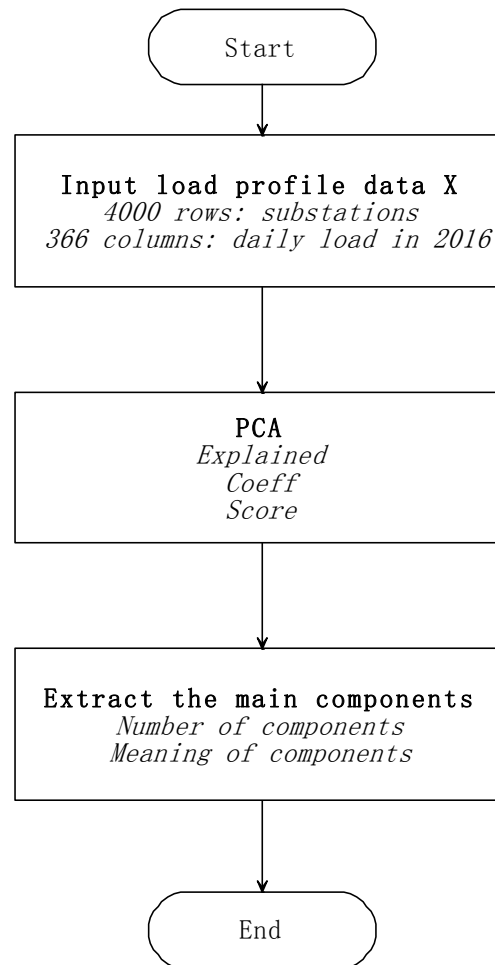 Start
Input load profile data X
4000 rows: substations
366 columns: daily load in 2016
PCA
Explained
Coeff
Score
Extract the main components
Number of components
Meaning of components
End